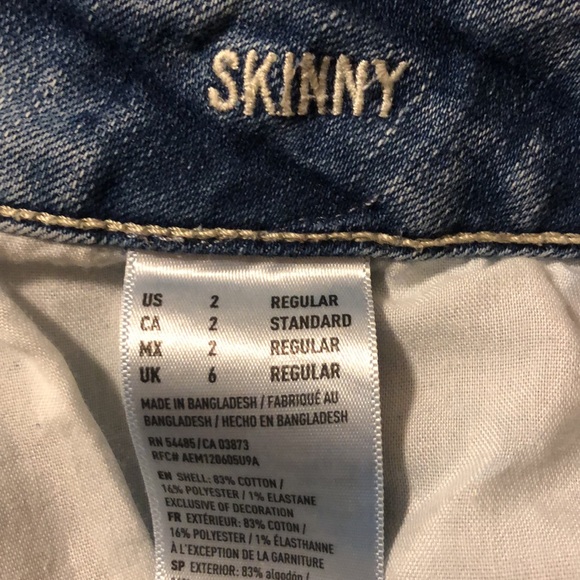 SKINNY
US 2 REGULAR
CA 2 STANDARD
MX 2 REGULAR
UK 6 REGULAR
MADE IN BANGLADESH / FABRIQUÉ AU
BANGLADESH / HECHO EN BANGLADESH
RN 54485 / CA 03873
RFC# AEM120605U9A
EN SHELL: 83% COTTON /
16% POLYESTER / 1% ELASTANE
EXCLUSIVE OF DECORATION
FR EXTÉRIEUR: 83% COTON /
16% POLYESTER / 1% ÉLASTHANNE
À L'EXCEPTION DE LA GARNITURE
SP EXTERIOR: 83% algodón /